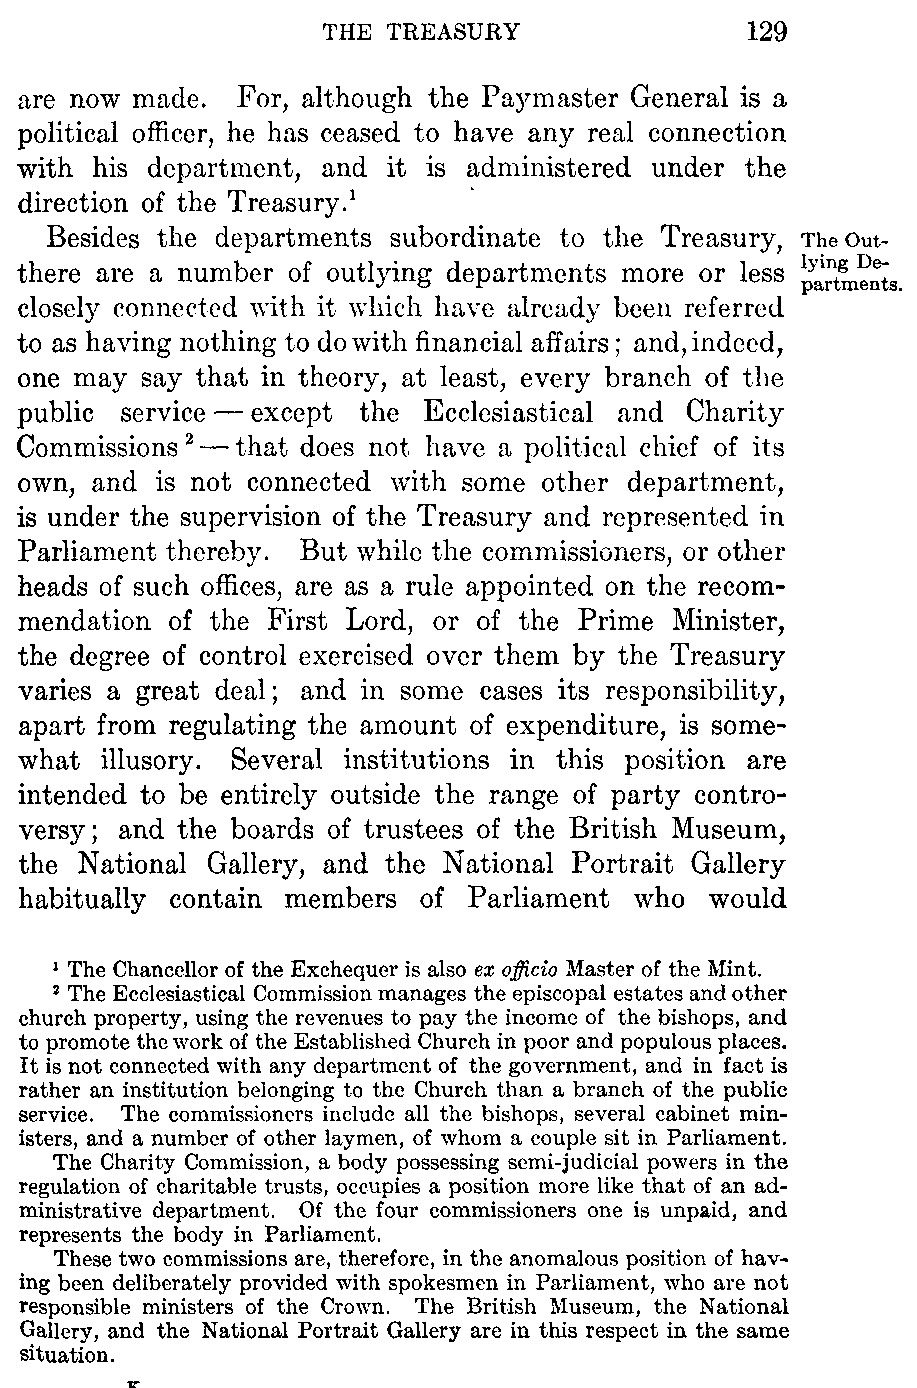 THE TREASURY 129
are now made. For, although the Paymaster General is a
political officer, he has ceased to have any real connection
with his department, and it is administered under the
direction of the Treasury.¹
Besides the departments subordinate to the Treasury,
there are a number of outlying departments more or less
closely connected with it which have already been referred
to as having nothing to do with financial affairs; and, indeed,
one may say that in theory, at least, every branch of the
public service — except the Ecclesiastical and Charity
Commissions ² — that does not have a political chief of its
own, and is not connected with some other department,
is under the supervision of the Treasury and represented in
Parliament thereby. But while the commissioners, or other
heads of such offices, are as a rule appointed on the recom-
mendation of the First Lord, or of the Prime Minister,
the degree of control exercised over them by the Treasury
varies a great deal; and in some cases its responsibility,
apart from regulating the amount of expenditure, is some-
what illusory. Several institutions in this position are
intended to be entirely outside the range of party contro-
versy; and the boards of trustees of the British Museum,
the National Gallery, and the National Portrait Gallery
habitually contain members of Parliament who would
The Out-
lying De-
partments.
¹ The Chancellor of the Exchequer is also ex officio Master of the Mint.
² The Ecclesiastical Commission manages the episcopal estates and other
church property, using the revenues to pay the income of the bishops, and
to promote the work of the Established Church in poor and populous places.
It is not connected with any department of the government, and in fact is
rather an institution belonging to the Church than a branch of the public
service. The commissioners include all the bishops, several cabinet min-
isters, and a number of other laymen, of whom a couple sit in Parliament.
The Charity Commission, a body possessing semi-judicial powers in the
regulation of charitable trusts, occupies a position more like that of an ad-
ministrative department. Of the four commissioners one is unpaid, and
represents the body in Parliament.
These two commissions are, therefore, in the anomalous position of hav-
ing been deliberately provided with spokesmen in Parliament, who are not
responsible ministers of the Crown. The British Museum, the National
Gallery, and the National Portrait Gallery are in this respect in the same
situation.
K